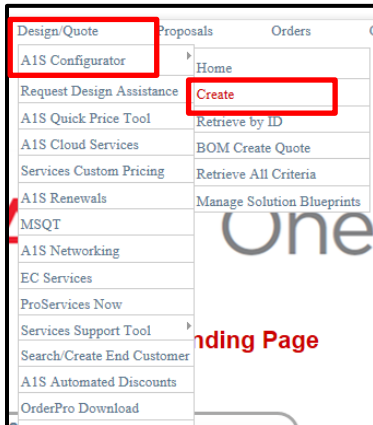 Design/Quote Proposals Orders
A1S Configurator
Home
Request Design Assistance
Create
A1S Quick Price Tool
Retrieve by ID
A1S Cloud Services
BOM Create Quote
Services Custom Pricing
Retrieve All Criteria
A1S Renewals
Manage Solution Blueprints
MSQT
One
A1S Networking
EC Services
ProServices Now
Services Support Tool
nding Page
Search/Create End Customer
A1S Automated Discounts
OrderPro Download